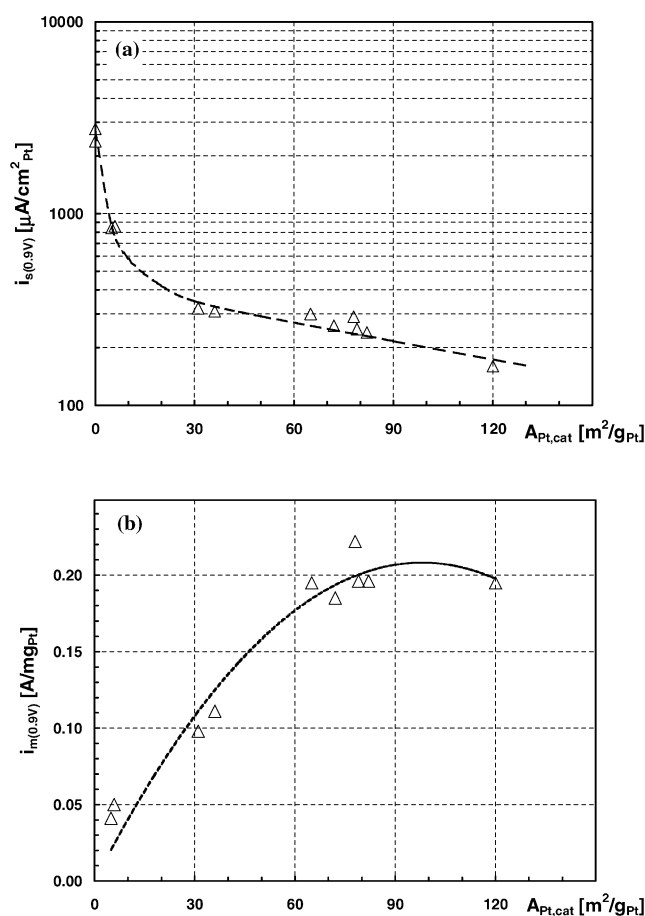 (a)
i_s(0.9V) [µA/cm²_Pt]
10000
1000
100
0 30 60 90 120 A_Pt,cat [m²/g_Pt]
(b)
i_m(0.9V) [A/mg_Pt]
0.20
0.15
0.10
0.05
0.00
0 30 60 90 120 A_Pt,cat [m²/g_Pt]